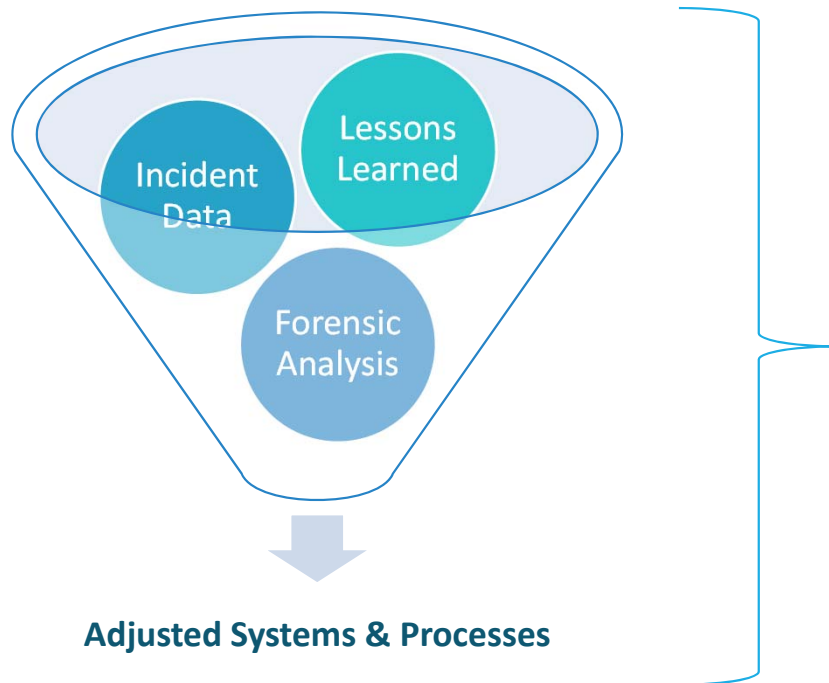 Lessons
Learned
Incident
Data
Forensic
Analysis
Adjusted Systems & Processes